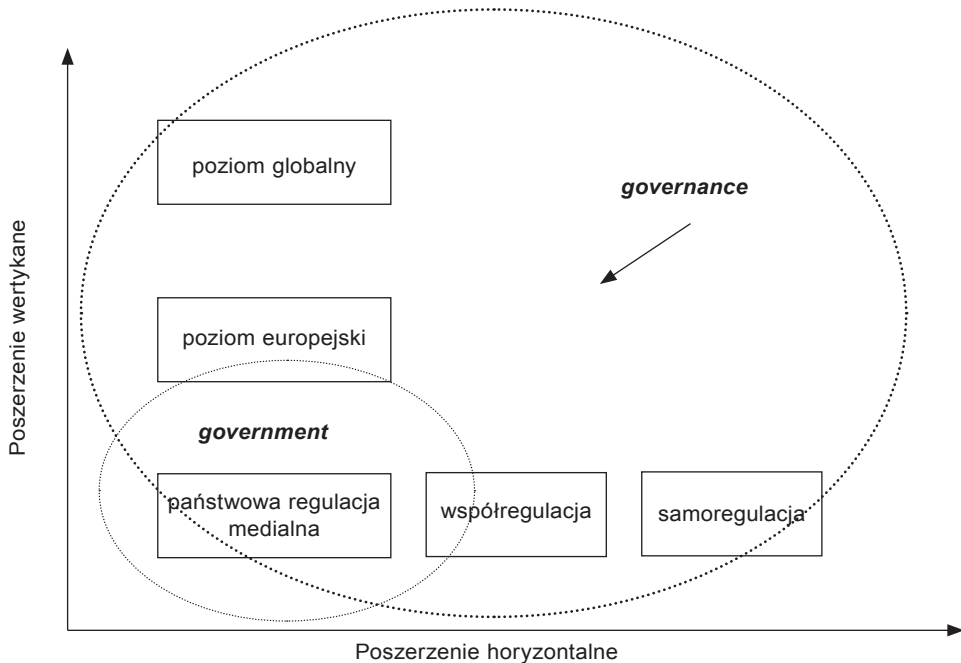 poziom globalny
governance
poziom europejski
government
państwowa regulacja
medialna
współregulacja
samoregulacja
Poszerzenie wertykane
Poszerzenie horyzontalne